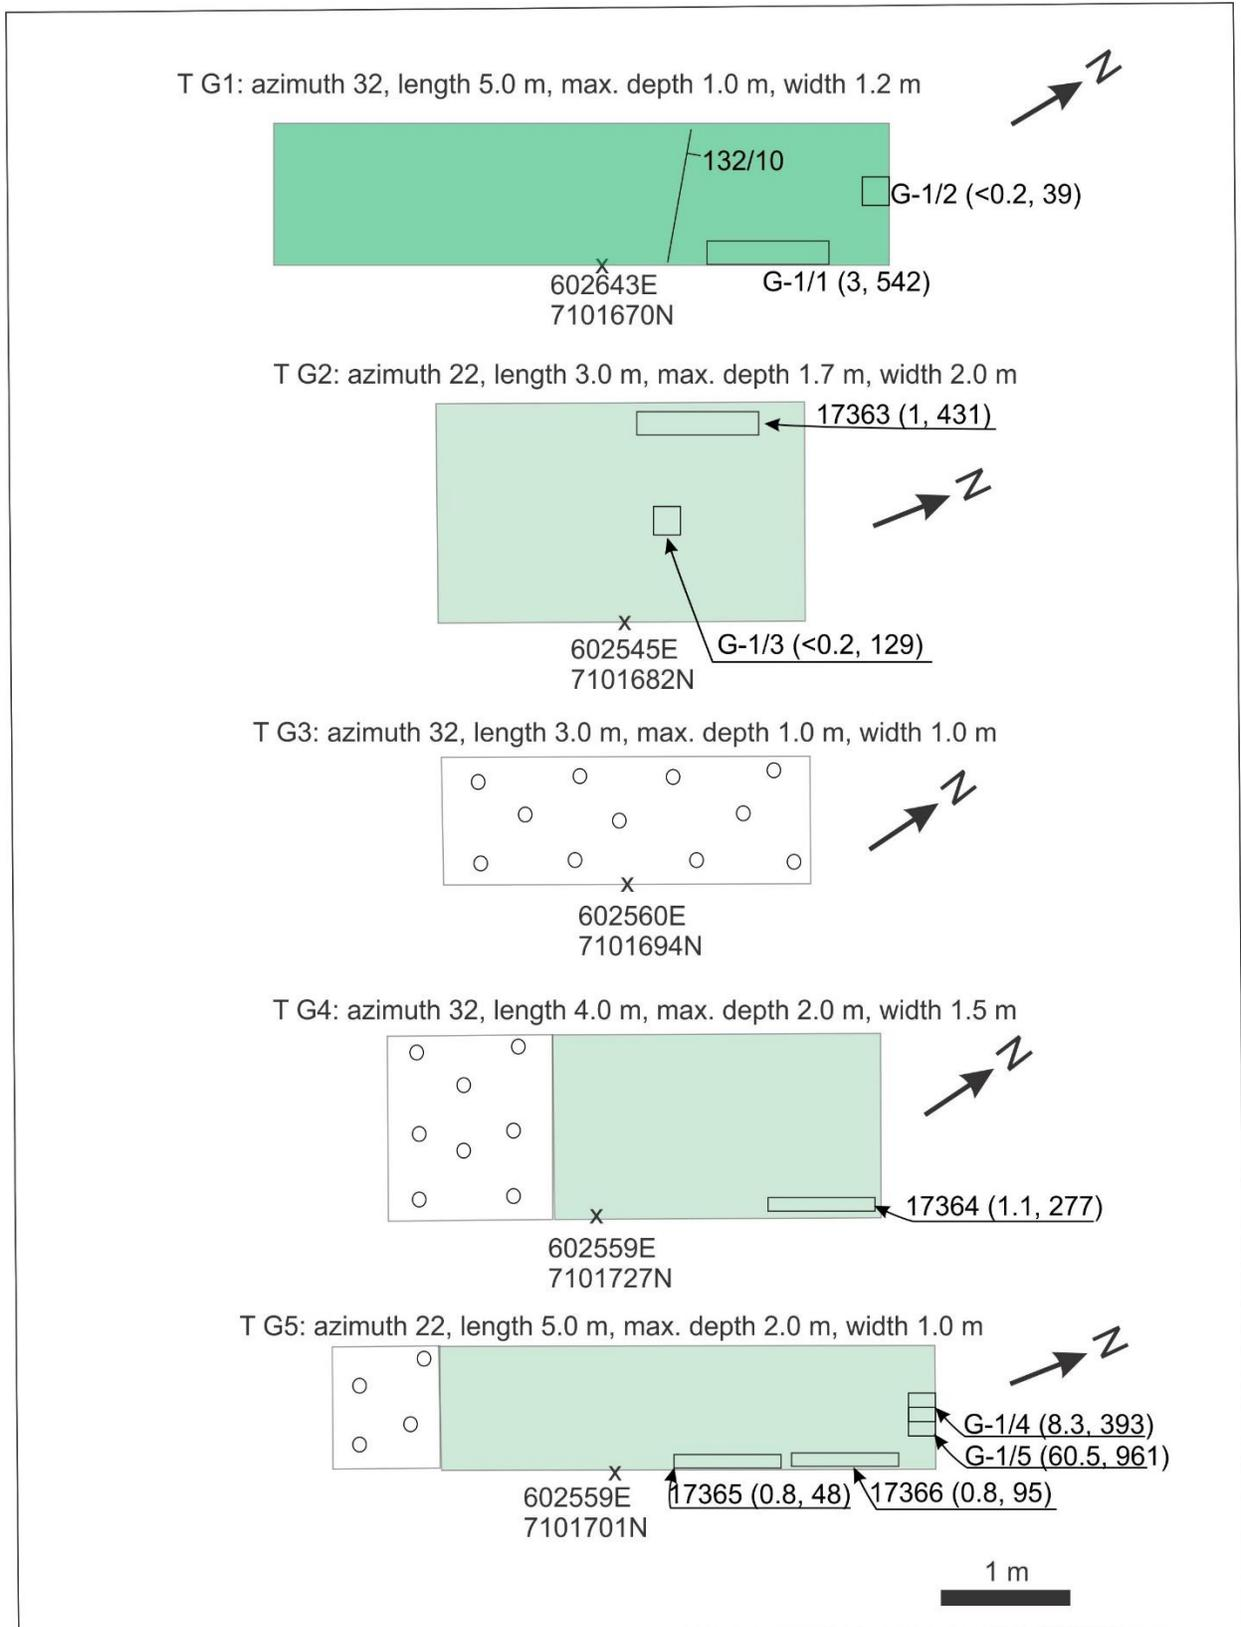 T G1: azimuth 32, length 5.0 m, max. depth 1.0 m, width 1.2 m
N
132/10
G-1/2 (<0.2, 39)
x
602643E
7101670N
G-1/1 (3, 542)
T G2: azimuth 22, length 3.0 m, max. depth 1.7 m, width 2.0 m
17363 (1, 431)
N
x
602545E
7101682N
G-1/3 (<0.2, 129)
T G3: azimuth 32, length 3.0 m, max. depth 1.0 m, width 1.0 m
N
x
602560E
7101694N
T G4: azimuth 32, length 4.0 m, max. depth 2.0 m, width 1.5 m
N
17364 (1.1, 277)
x
602559E
7101727N
T G5: azimuth 22, length 5.0 m, max. depth 2.0 m, width 1.0 m
N
G-1/4 (8.3, 393)
G-1/5 (60.5, 961)
x
602559E
7101701N
17365 (0.8, 48)
17366 (0.8, 95)
1 m